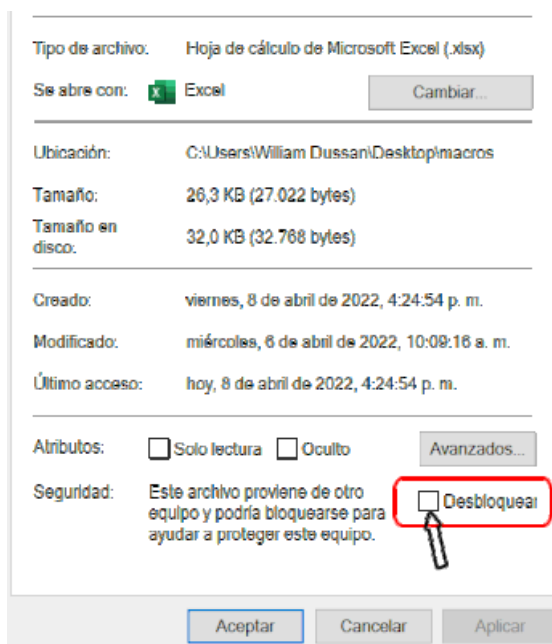 Tipo de archivo: Hoja de cálculo de Microsoft Excel (.xlsx)
Se abre con: Excel Cambiar...
Ubicación: C:\Users\William Dussan\Desktop\macros
Tamaño: 26,3 KB (27.022 bytes)
Tamaño en
disco: 32,0 KB (32.768 bytes)
Creado: viernes, 8 de abril de 2022, 4:24:54 p. m.
Modificado: miércoles, 6 de abril de 2022, 10:09:16 a. m.
Último acceso: hoy, 8 de abril de 2022, 4:24:54 p. m.
Atributos: Solo lectura Oculto Avanzados...
Seguridad: Este archivo proviene de otro
equipo y podría bloquearse para
ayudar a proteger este equipo.
Desbloquear
Aceptar Cancelar Aplicar